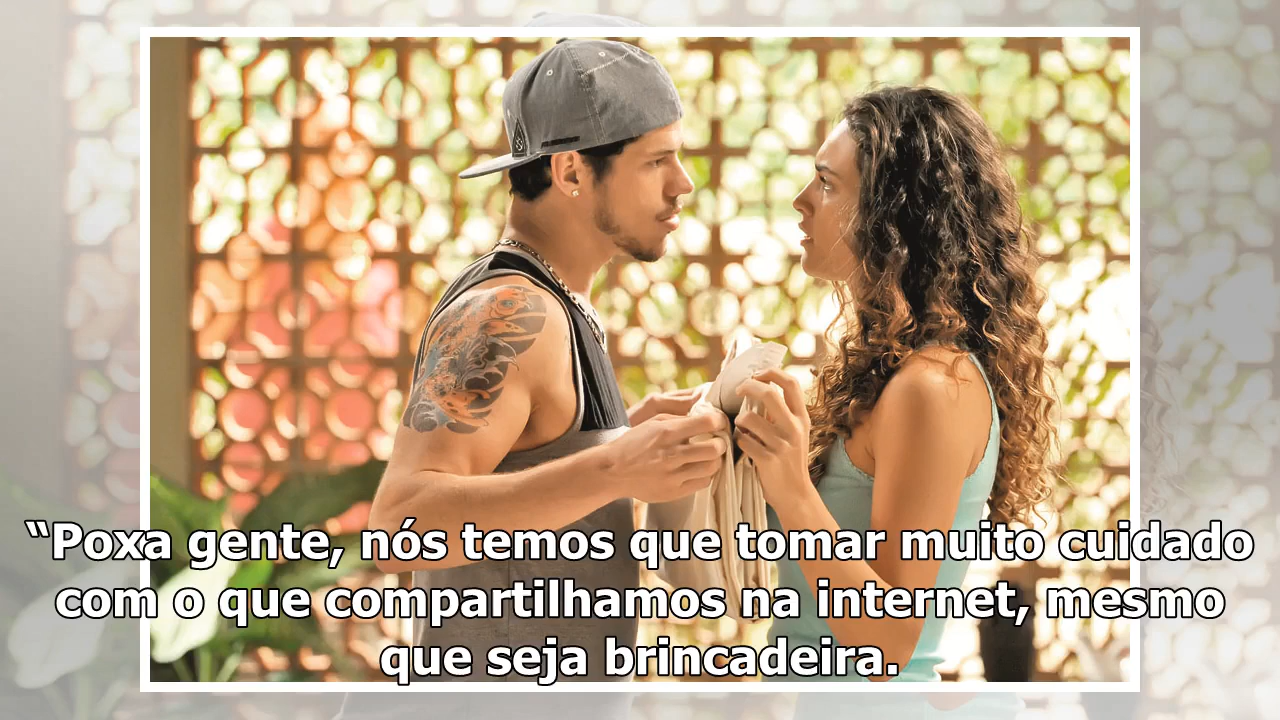 “Poxa gente, nós temos que tomar muito cuidado
com o que compartilhamos na internet, mesmo
que seja brincadeira.